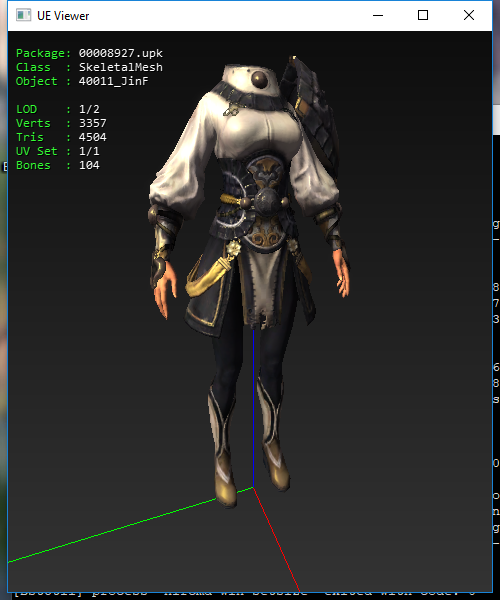 UE Viewer
Package: 00008927.upk
Class : SkeletalMesh
Object : 40011_JinF
LOD : 1/2
Verts : 3357
Tris : 4504
UV Set : 1/1
Bones : 104